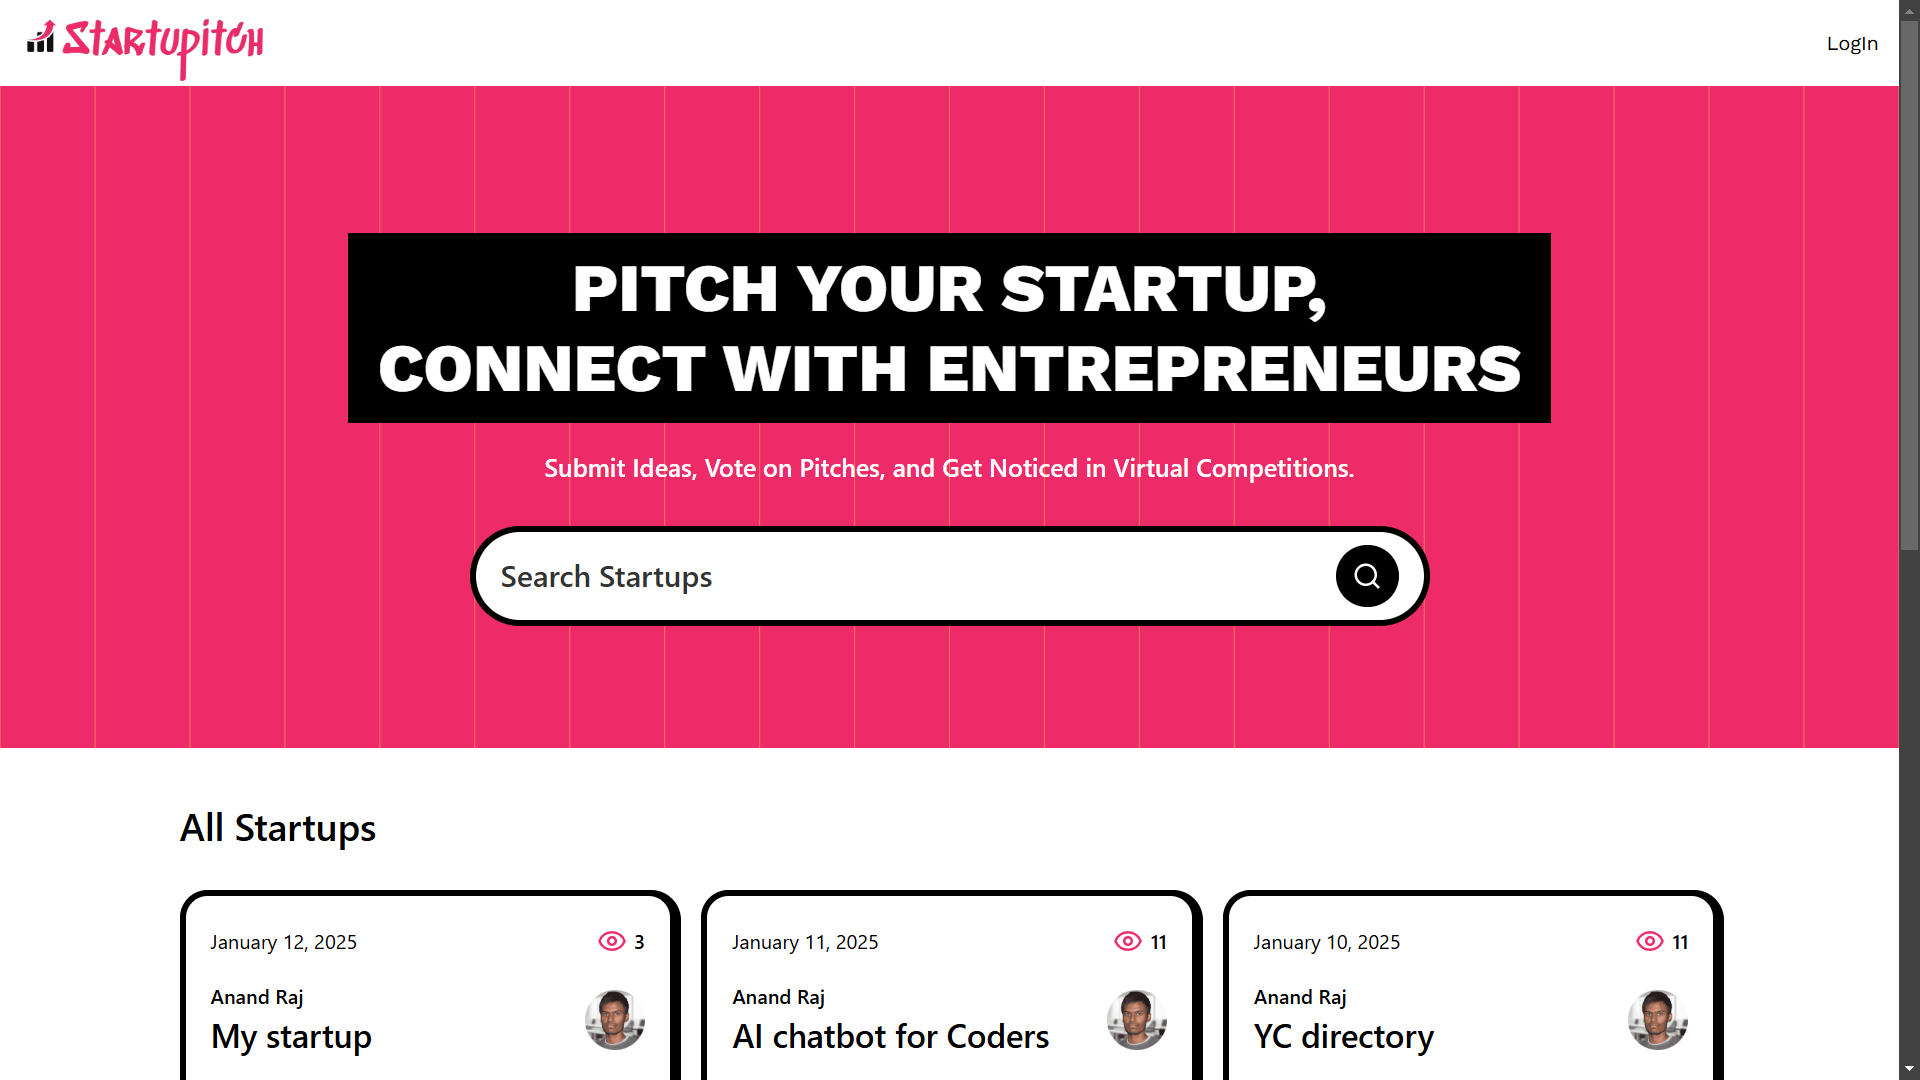 Startupitch
LogIn
PITCH YOUR STARTUP,
CONNECT WITH ENTREPRENEURS
Submit Ideas, Vote on Pitches, and Get Noticed in Virtual Competitions.
Search Startups
All Startups
January 12, 2025 3
Anand Raj
My startup
January 11, 2025 11
Anand Raj
AI chatbot for Coders
January 10, 2025 11
Anand Raj
YC directory